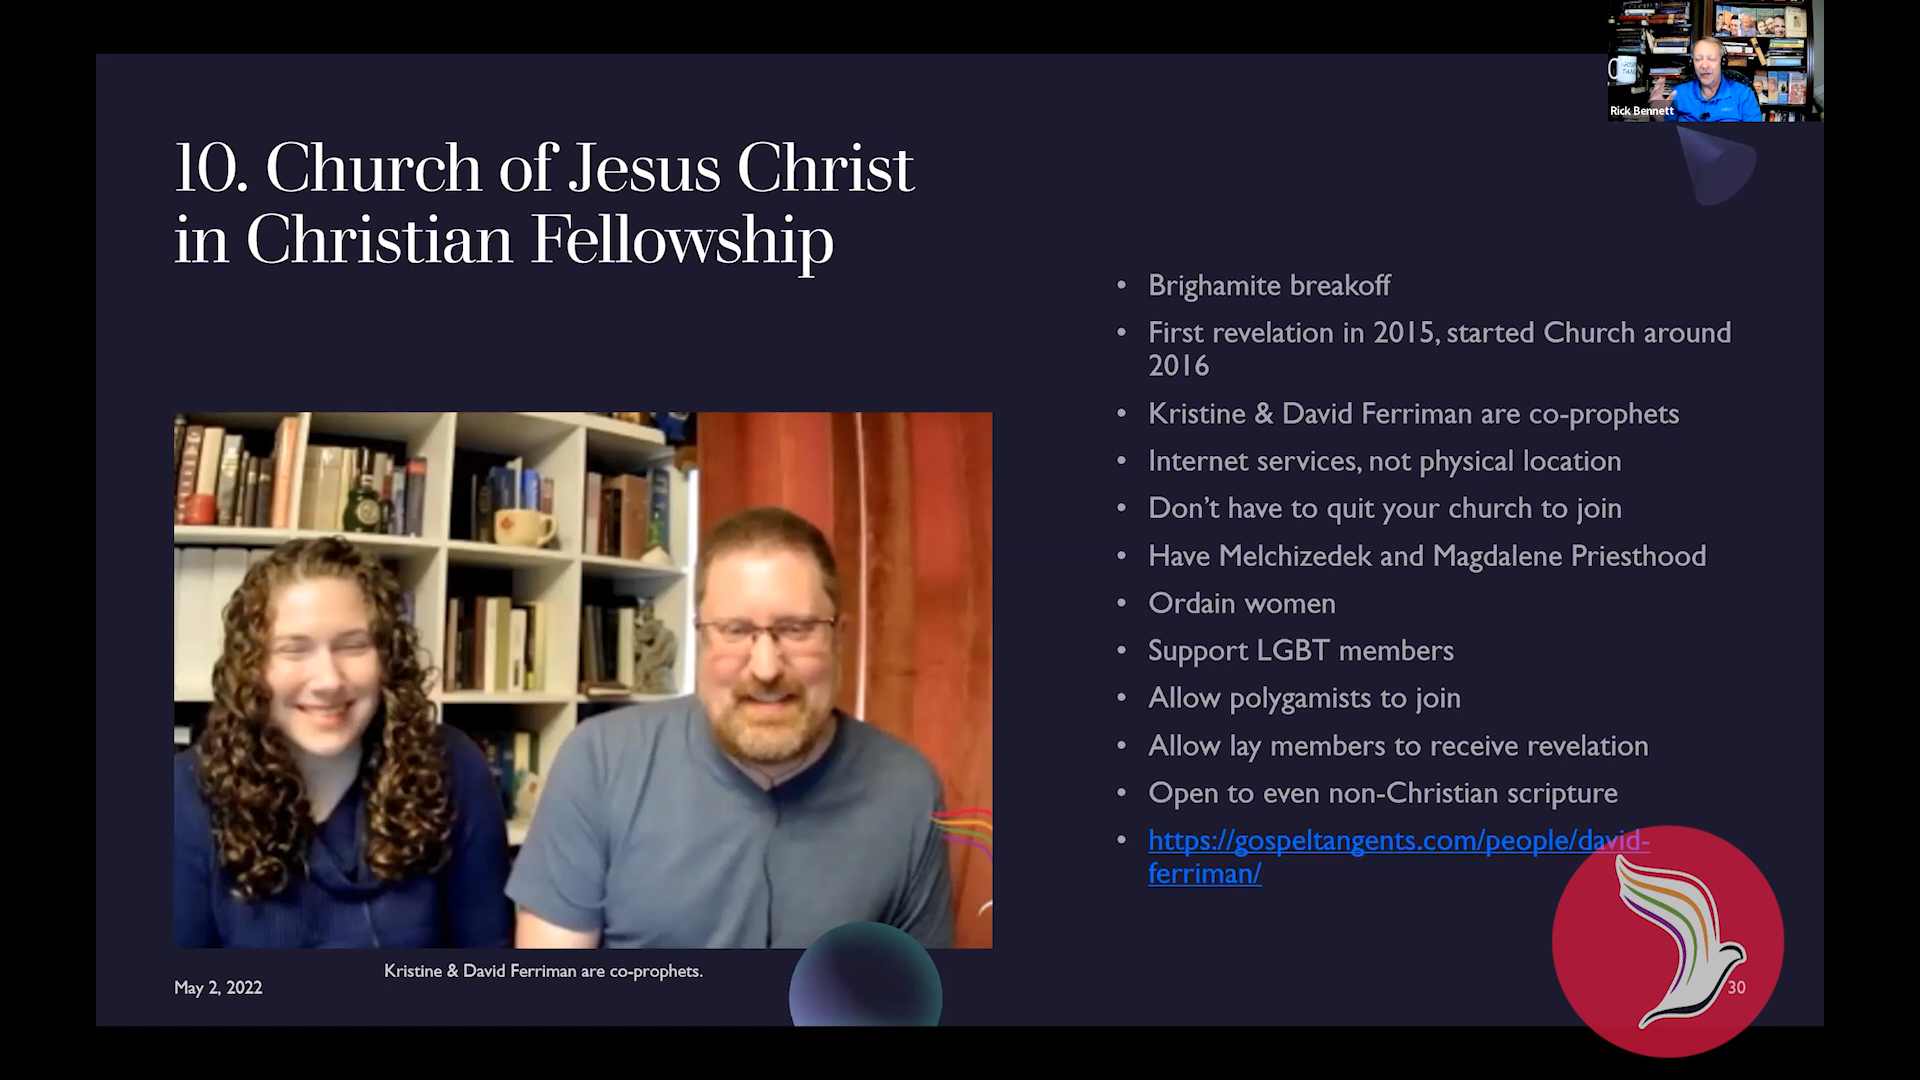 Rick Bennett
10. Church of Jesus Christ
in Christian Fellowship
• Brighamite breakoff
• First revelation in 2015, started Church around
2016
• Kristine & David Ferriman are co-prophets
• Internet services, not physical location
• Don’t have to quit your church to join
• Have Melchizedek and Magdalene Priesthood
• Ordain women
• Support LGBT members
• Allow polygamists to join
• Allow lay members to receive revelation
• Open to even non-Christian scripture
• https://gospeltangents.com/people/david-
ferriman/
Kristine & David Ferriman are co-prophets.
May 2, 2022
30